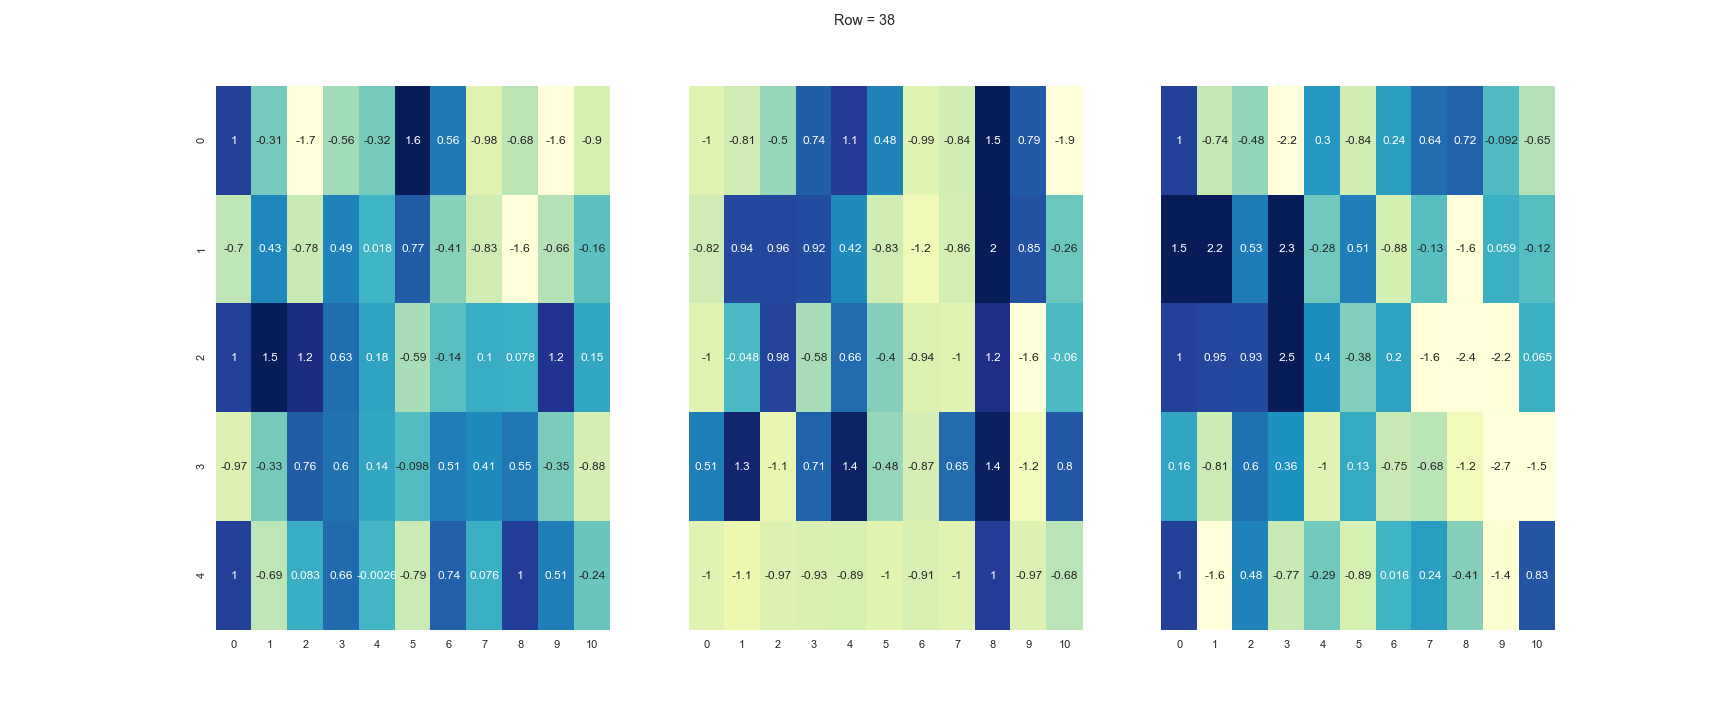 Row = 38
0 1 -0.31 -1.7 -0.56 -0.32 1.6 0.56 -0.98 -0.68 -1.6 -0.9
1 -0.7 0.43 -0.78 0.49 0.018 0.77 -0.41 -0.83 -1.6 -0.66 -0.16
2 1 1.5 1.2 0.63 0.18 -0.59 -0.14 0.1 0.078 1.2 0.15
3 -0.97 -0.33 0.76 0.6 0.14 -0.098 0.51 0.41 0.55 -0.35 -0.88
4 1 -0.69 0.083 0.66 -0.0026 -0.79 0.74 0.076 1 0.51 -0.24
0 1 2 3 4 5 6 7 8 9 10
-1 -0.81 -0.5 0.74 1.1 0.48 -0.99 -0.84 1.5 0.79 -1.9
-0.82 0.94 0.96 0.92 0.42 -0.83 -1.2 -0.86 2 0.85 -0.26
-1 -0.048 0.98 -0.58 0.66 -0.4 -0.94 -1 1.2 -1.6 -0.06
0.51 1.3 -1.1 0.71 1.4 -0.48 -0.87 0.65 1.4 -1.2 0.8
-1 -1.1 -0.97 -0.93 -0.89 -1 -0.91 -1 1 -0.97 -0.68
0 1 2 3 4 5 6 7 8 9 10
1 -0.74 -0.48 -2.2 0.3 -0.84 0.24 0.64 0.72 -0.092 -0.65
1.5 2.2 0.53 2.3 -0.28 0.51 -0.88 -0.13 -1.6 0.059 -0.12
1 0.95 0.93 2.5 0.4 -0.38 0.2 -1.6 -2.4 -2.2 0.065
0.16 -0.81 0.6 0.36 -1 0.13 -0.75 -0.68 -1.2 -2.7 -1.5
1 -1.6 0.48 -0.77 -0.29 -0.89 0.016 0.24 -0.41 -1.4 0.83
0 1 2 3 4 5 6 7 8 9 10